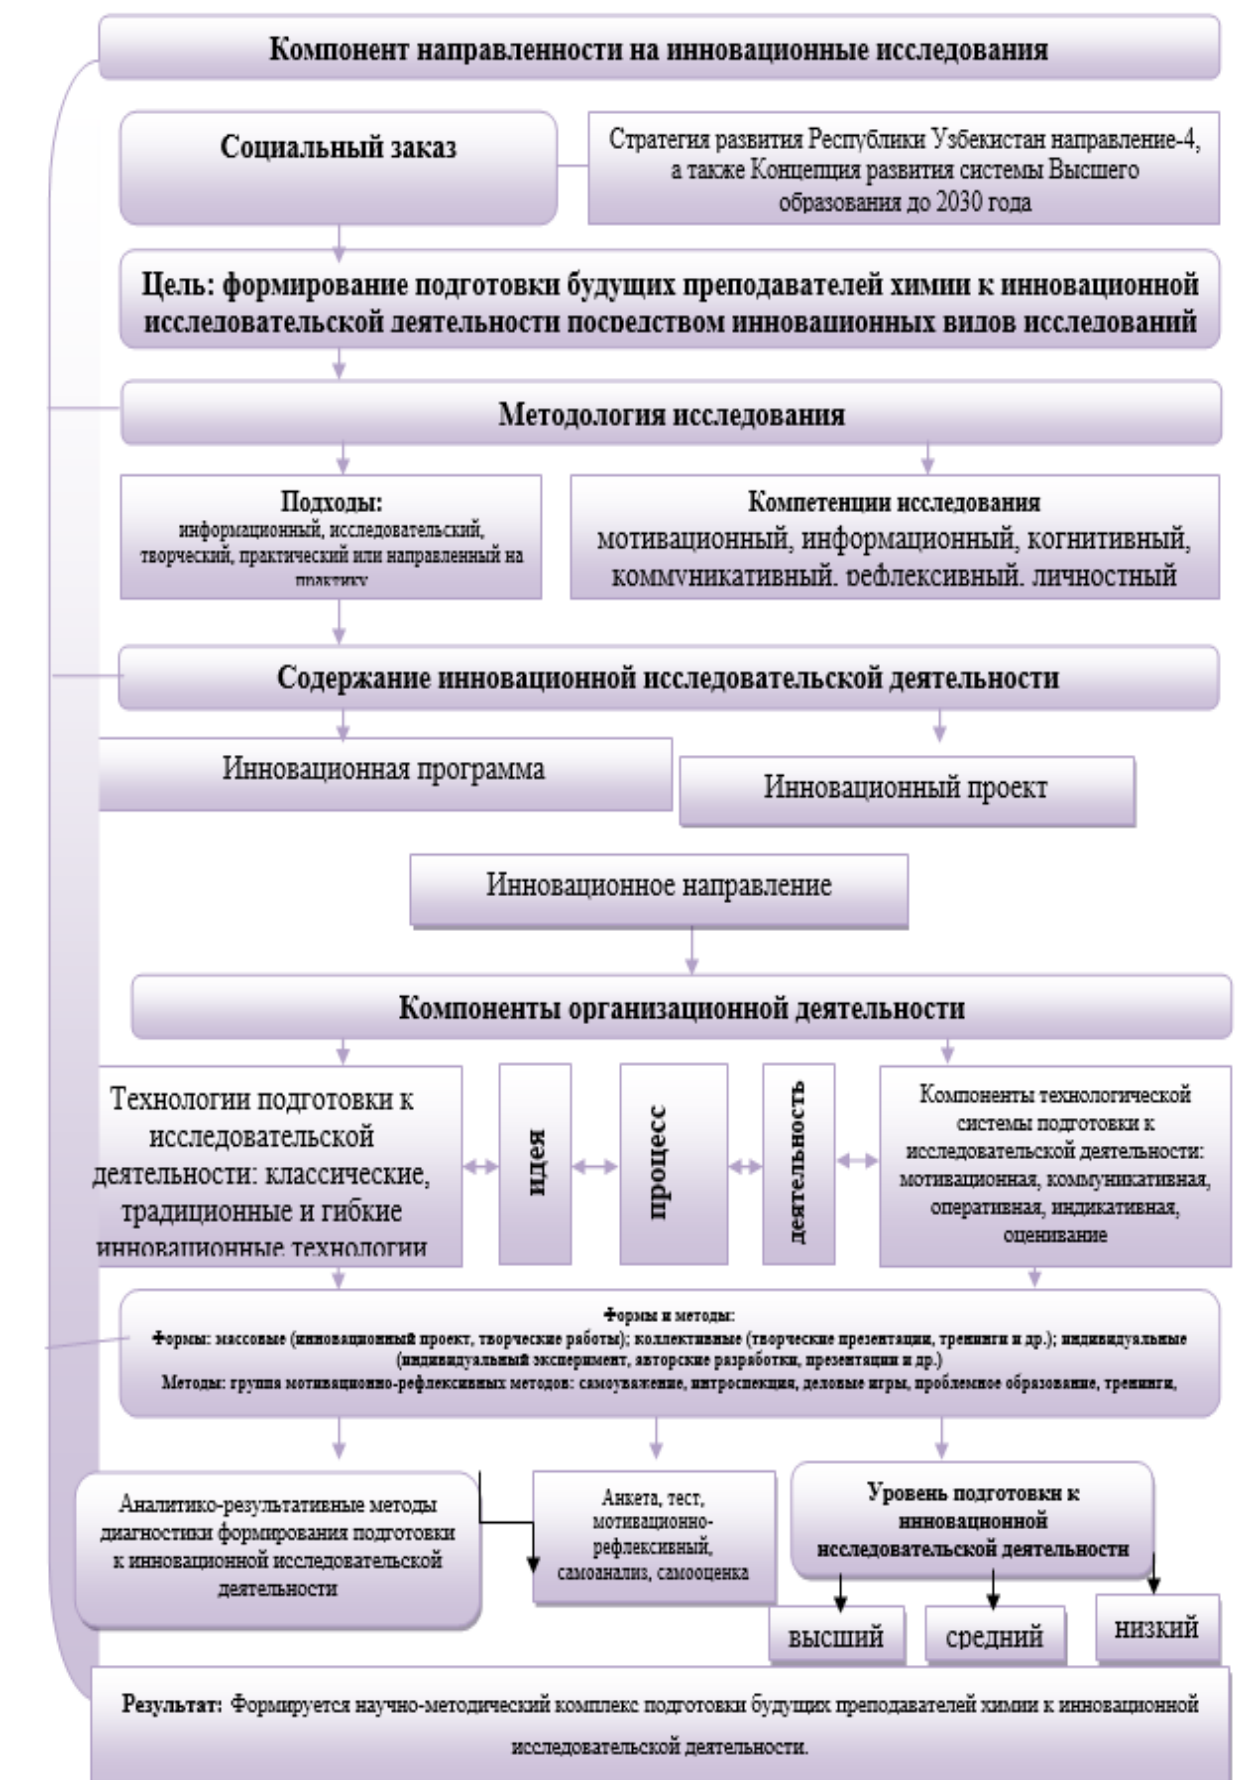 Компонент направленности на инновационные исследования
Социальный заказ
Стратегия развития Республики Узбекистан направление-4,
а также Концепция развития системы Высшего
образования до 2030 года
Цель: формирование подготовки будущих преподавателей химии к инновационной
исследовательской деятельности посредством инновационных видов исследований
Методология исследования
Подходы:
информационный, исследовательский,
творческий, практический или направленный на
практику
Компетенции исследования
мотивационный, информационный, когнитивный,
коммуникативный, рефлексивный, личностный
Содержание инновационной исследовательской деятельности
Инновационная программа
Инновационный проект
Инновационное направление
Компоненты организационной деятельности
Технологии подготовки к
исследовательской
деятельности: классические,
традиционные и гибкие
инновационные технологии
идея
процесс
деятельность
Компоненты технологической
системы подготовки к
исследовательской деятельности:
мотивационная, коммуникативная,
оперативная, индикативная,
оценивание
Формы и методы:
Формы: массовые (инновационный проект, творческие работы); коллективные (творческие презентации, тренинги и др.); индивидуальные
(индивидуальный эксперимент, авторские разработки, презентации и др.)
Методы: группа мотивационно-рефлексивных методов: самоуважение, интроспекция, деловые игры, проблемное образование, тренинги,
Аналитико-результативные методы
диагностики формирования подготовки
к инновационной исследовательской
деятельности
Анкета, тест,
мотивационно-
рефлексивный,
самоанализ, самооценка
Уровень подготовки к
инновационной
исследовательской деятельности
высший
средний
низкий
Результат: Формируется научно-методический комплекс подготовки будущих преподавателей химии к инновационной
исследовательской деятельности.